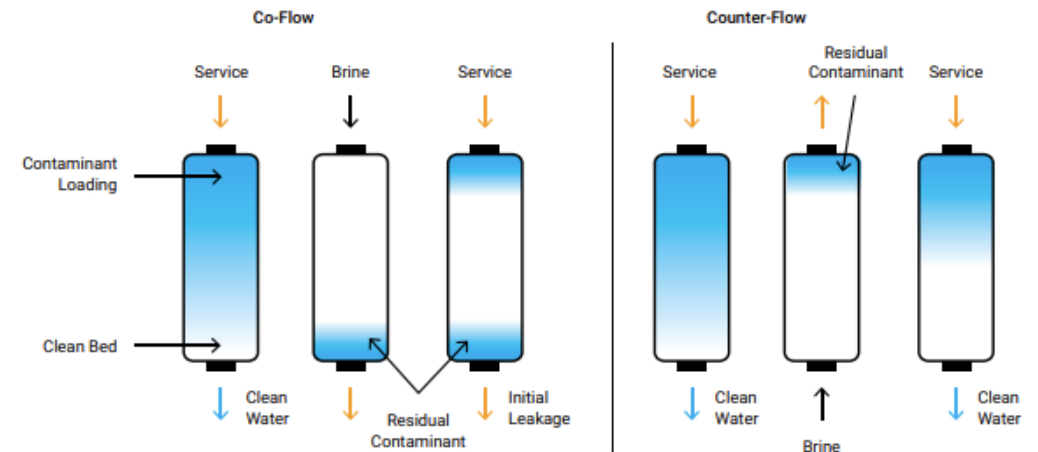 Co-Flow
Service
Brine
Service
Contaminant
Loading
Clean Bed
Clean
Water
Residual
Contaminant
Initial
Leakage
Counter-Flow
Service
Residual
Contaminant
Service
Clean
Water
Brine
Clean
Water